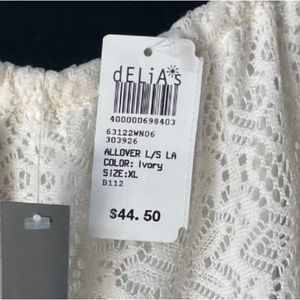 dELiA*s
400000698403
63122WN06
303926
ALLOVER L/S LA
COLOR: Ivory
SIZE:XL
B112
$44.50